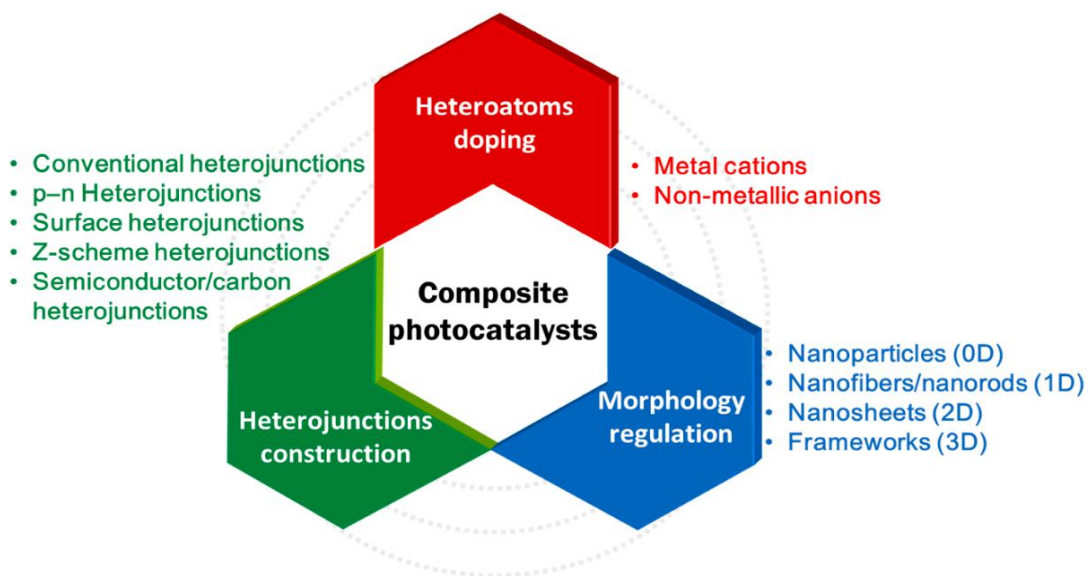 Heteroatoms
doping
• Metal cations
• Non-metallic anions
• Conventional heterojunctions
• p–n Heterojunctions
• Surface heterojunctions
• Z-scheme heterojunctions
• Semiconductor/carbon
heterojunctions
Composite
photocatalysts
Heterojunctions
construction
Morphology
regulation
• Nanoparticles (0D)
• Nanofibers/nanorods (1D)
• Nanosheets (2D)
• Frameworks (3D)